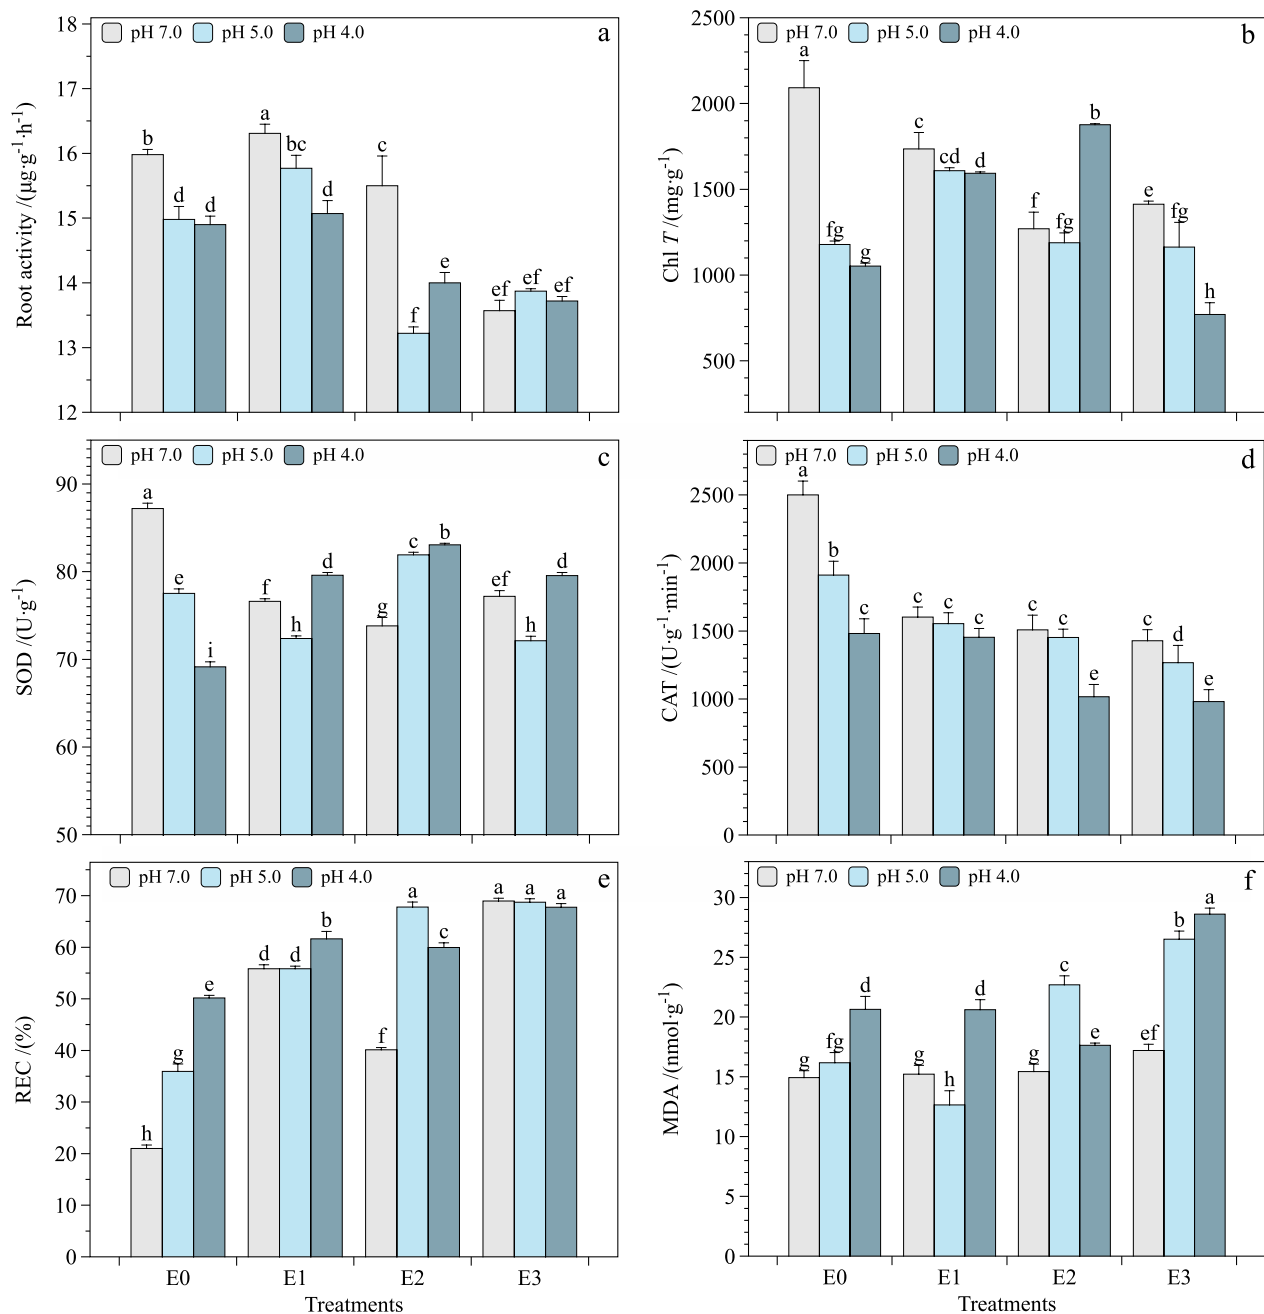 pH 7.0 pH 5.0 pH 4.0 a
Root activity /(μg·g⁻¹·h⁻¹)
18
17
16
15
14
13
12
b d d a bc d c f e ef ef ef
pH 7.0 pH 5.0 pH 4.0 b
Chl T /(mg·g⁻¹)
2500
2000
1500
1000
500
a fg g c cd d f fg b e fg h
pH 7.0 pH 5.0 pH 4.0 c
SOD /(U·g⁻¹)
90
80
70
60
50
a e i f h d g c b ef h d
pH 7.0 pH 5.0 pH 4.0 d
CAT /(U·g⁻¹·min⁻¹)
2500
2000
1500
1000
500
0
a b c c c c c c e c d e
pH 7.0 pH 5.0 pH 4.0 e
REC /(%)
70
60
50
40
30
20
10
0
h g e d d b f a c a a a
E0 E1 E2 E3
Treatments
pH 7.0 pH 5.0 pH 4.0 f
MDA /(nmol·g⁻¹)
30
25
20
15
10
5
0
g fg d g h d g c e ef b a
E0 E1 E2 E3
Treatments